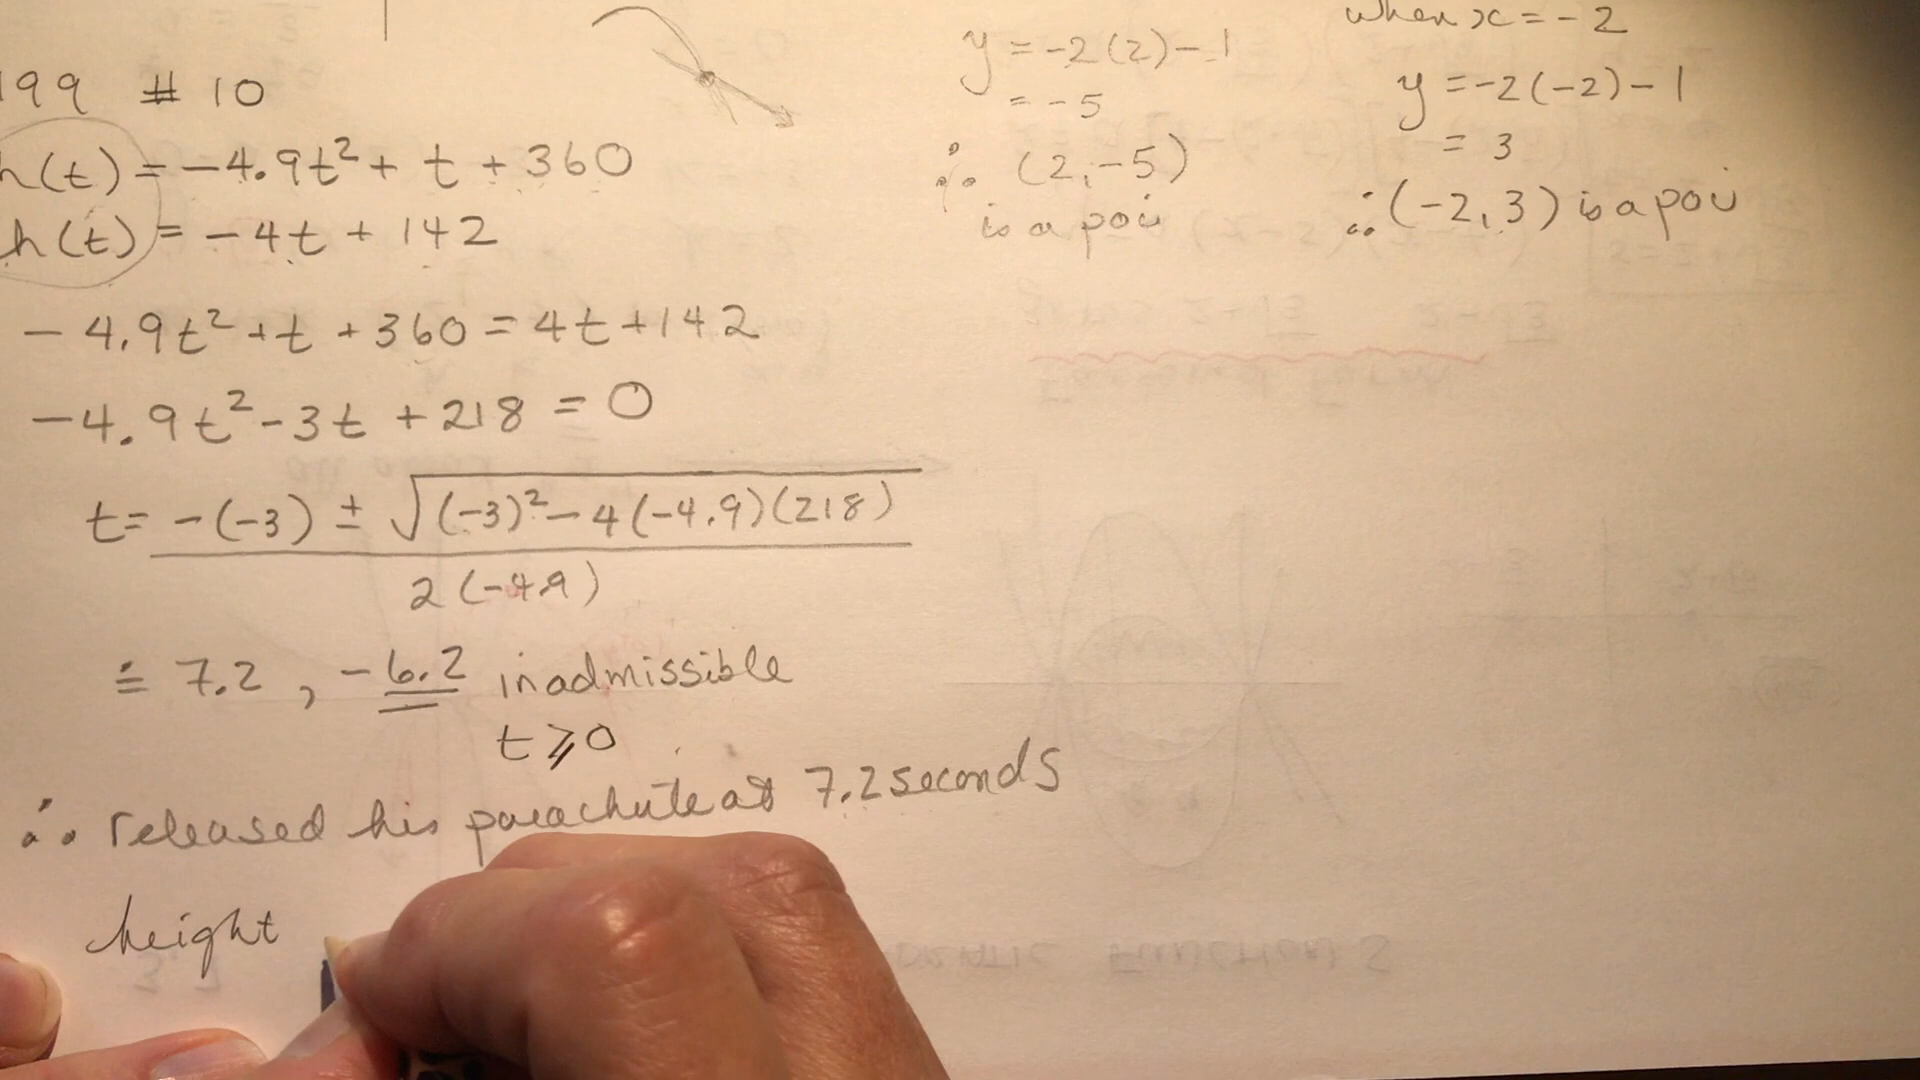 199 # 10
h(t) = -4.9t² + t + 360
h(t) = -4t + 142
-4.9t² + t + 360 = 4t + 142
-4.9t² - 3t + 218 = 0
t = -(-3) ± √(-3)² - 4(-4.9)(218)
2(-4.9)
≐ 7.2 , -6.2 inadmissible
t ⩾ 0
∴ released his parachute at 7.2 seconds
height
y = -2(2) - 1
= -5
∴ (2, -5)
is a poi
when x = -2
y = -2(-2) - 1
= 3
∴ (-2, 3) is a poi